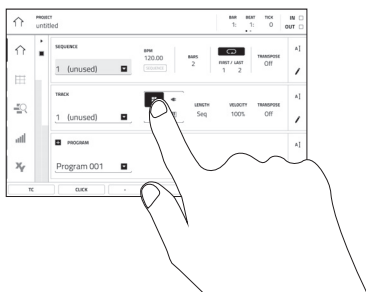 PROJECT
untitled
BAR BEAT TICK
1: 1: 0
IN
OUT
SEQUENCE
1 (unused)
BPM
120.00
SEQUENCE
BARS
2
FIRST / LAST
1 2
TRANSPOSE
Off
TRACK
1 (unused)
LENGTH
Seq
VELOCITY
100%
TRANSPOSE
Off
PROGRAM
Program 001
TC
CLICK